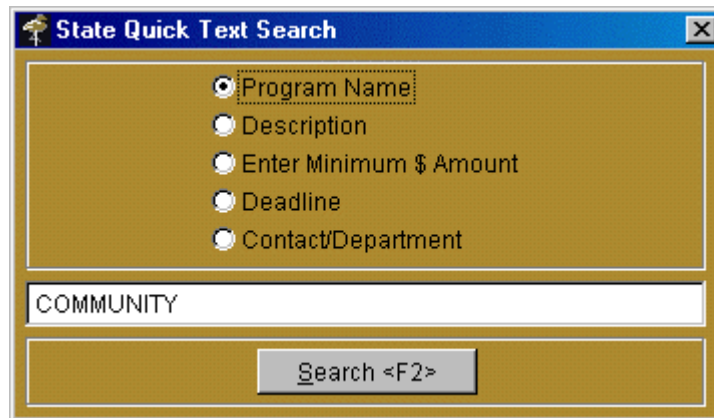 State Quick Text Search
Program Name
Description
Enter Minimum $ Amount
Deadline
Contact/Department
COMMUNITY
Search <F2>